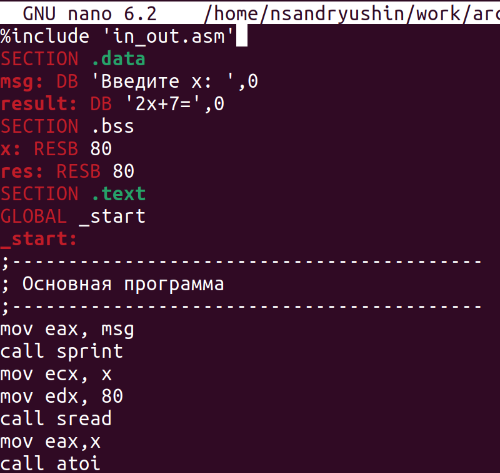 GNU nano 6.2 /home/nsandryushin/work/arc
%include 'in_out.asm'
SECTION .data
msg: DB 'Введите x: ',0
result: DB '2x+7=',0
SECTION .bss
x: RESB 80
res: RESB 80
SECTION .text
GLOBAL _start
_start:
;------------------------------------------
; Основная программа
;------------------------------------------
mov eax, msg
call sprint
mov ecx, x
mov edx, 80
call sread
mov eax,x
call atoi